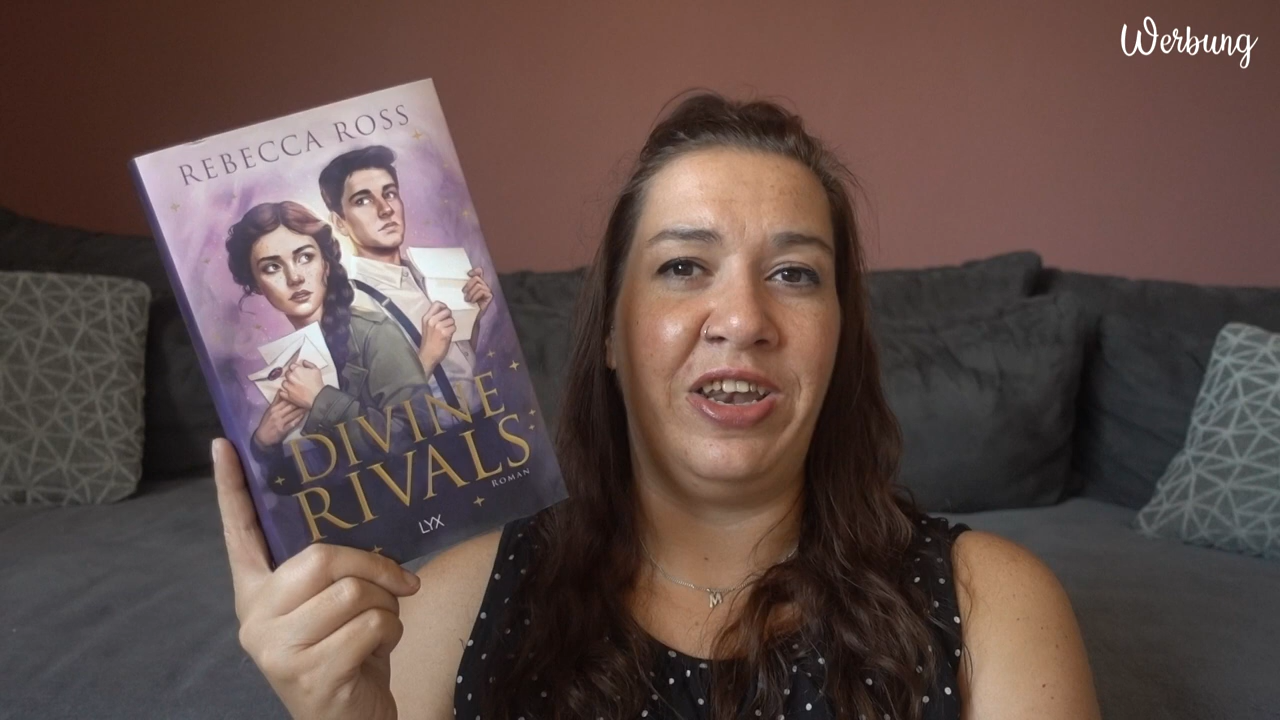 Werbung
REBECCA ROSS
DIVINE
RIVALS
ROMAN
LYX
M